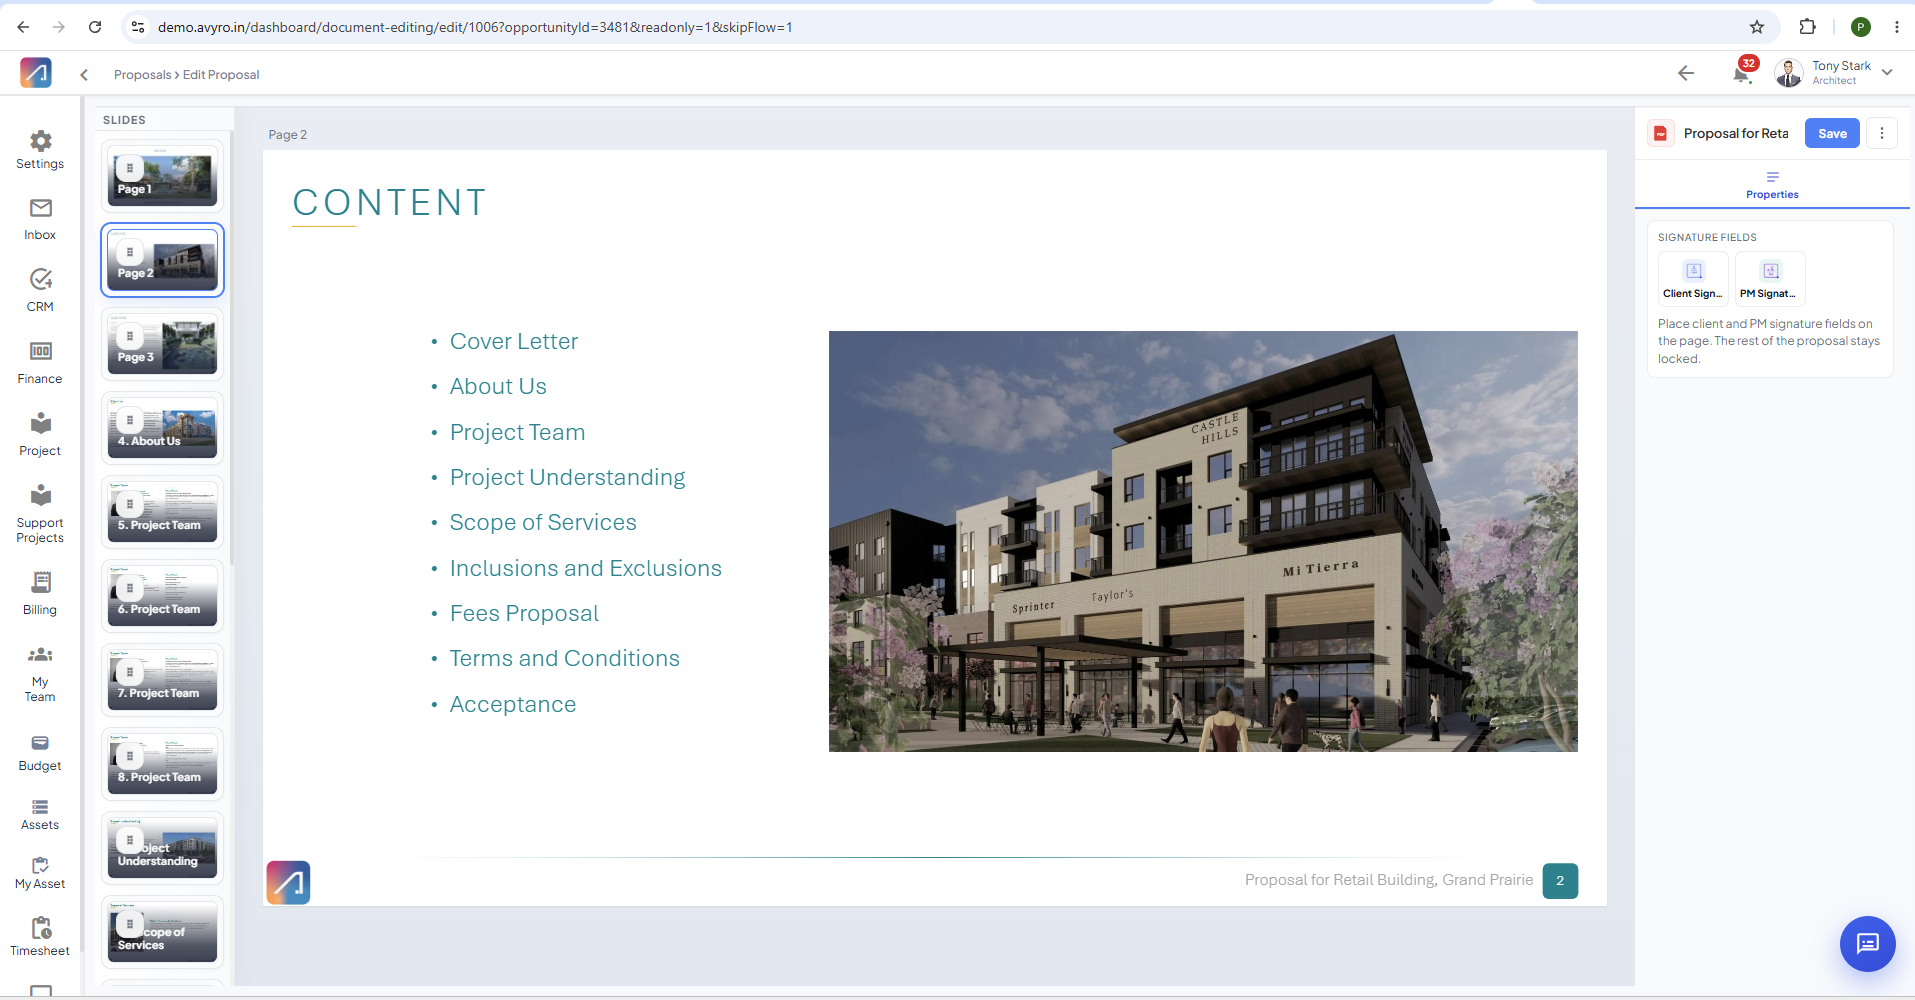 demo.avyro.in/dashboard/document-editing/edit/1006?opportunityId=3481&readonly=1&skipFlow=1
P
Proposals › Edit Proposal
32
Tony Stark
Architect
Settings
Inbox
CRM
Finance
Project
Support
Projects
Billing
My
Team
Budget
Assets
My Asset
Timesheet
SLIDES
Page 1
Page 2
Page 3
4. About Us
5. Project Team
6. Project Team
7. Project Team
8. Project Team
Understanding
Services
Page 2
CONTENT
• Cover Letter
• About Us
• Project Team
• Project Understanding
• Scope of Services
• Inclusions and Exclusions
• Fees Proposal
• Terms and Conditions
• Acceptance
CASTLE
HILLS
Mi Tierra
Taylor's
Sprinter
Proposal for Retail Building, Grand Prairie
2
Proposal for Reta
Save
Properties
SIGNATURE FIELDS
Client Sign...
PM Signat...
Place client and PM signature fields on
the page. The rest of the proposal stays
locked.